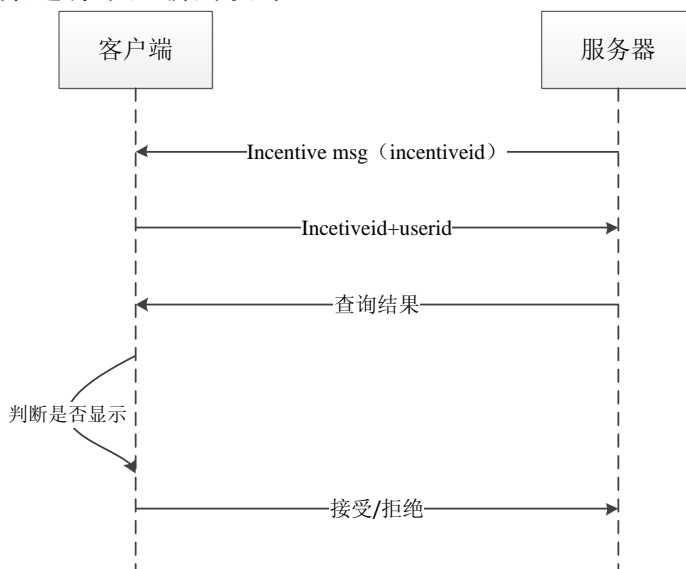 客户端
服务器
Incentive msg（incentiveid）
Incetiveid+userid
查询结果
判断是否显示
接受/拒绝